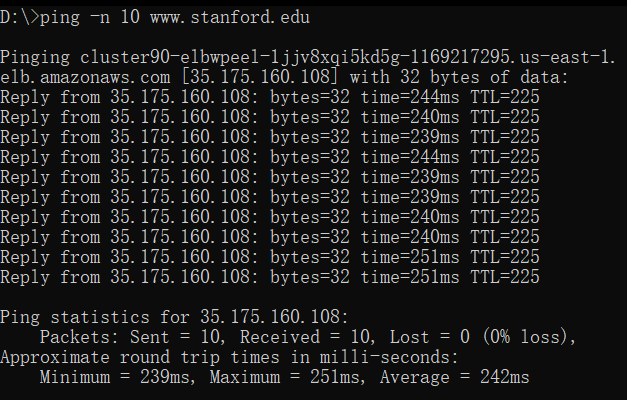 D:\>ping -n 10 www.stanford.edu
Pinging cluster90-elbwpeel-1jjv8xqi5kd5g-1169217295.us-east-1.
elb.amazonaws.com [35.175.160.108] with 32 bytes of data:
Reply from 35.175.160.108: bytes=32 time=244ms TTL=225
Reply from 35.175.160.108: bytes=32 time=240ms TTL=225
Reply from 35.175.160.108: bytes=32 time=239ms TTL=225
Reply from 35.175.160.108: bytes=32 time=244ms TTL=225
Reply from 35.175.160.108: bytes=32 time=239ms TTL=225
Reply from 35.175.160.108: bytes=32 time=239ms TTL=225
Reply from 35.175.160.108: bytes=32 time=240ms TTL=225
Reply from 35.175.160.108: bytes=32 time=240ms TTL=225
Reply from 35.175.160.108: bytes=32 time=251ms TTL=225
Reply from 35.175.160.108: bytes=32 time=251ms TTL=225
Ping statistics for 35.175.160.108:
    Packets: Sent = 10, Received = 10, Lost = 0 (0% loss),
Approximate round trip times in milli-seconds:
    Minimum = 239ms, Maximum = 251ms, Average = 242ms